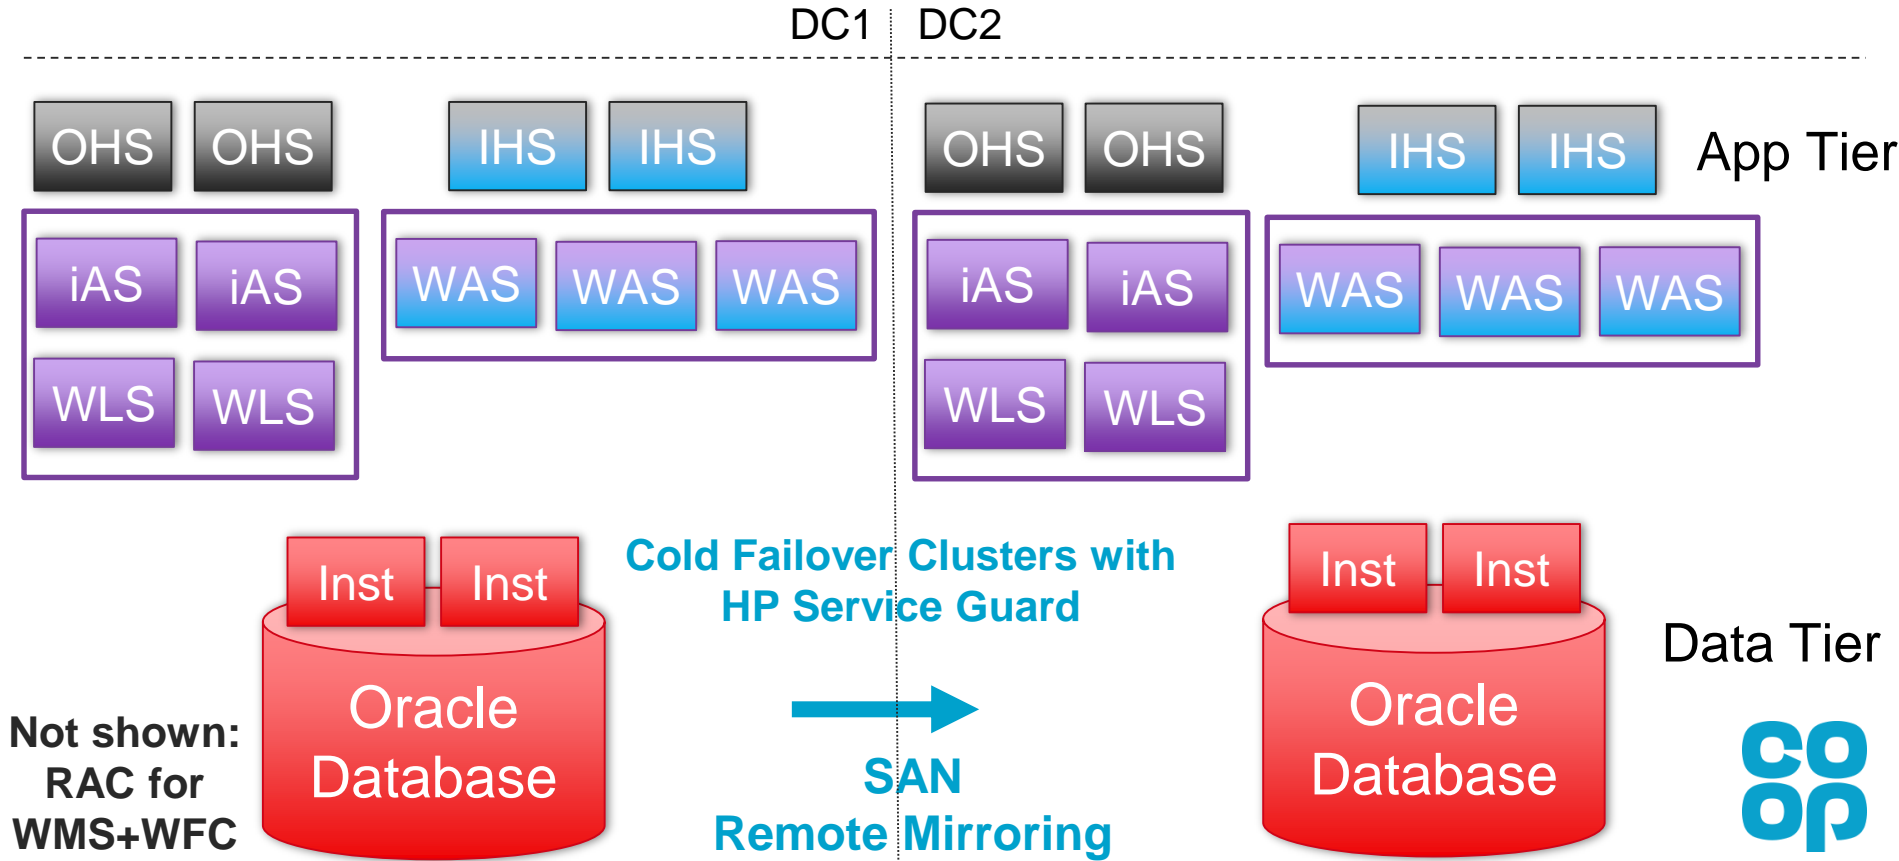 DC1 DC2
OHS OHS IHS IHS OHS OHS IHS IHS App Tier
iAS iAS WAS WAS WAS iAS iAS WAS WAS WAS
WLS WLS WLS WLS
Inst Inst
Oracle
Database
Cold Failover Clusters with
HP Service Guard
SAN
Remote Mirroring
Inst Inst
Oracle
Database
Data Tier
Not shown:
RAC for
WMS+WFC
co
op